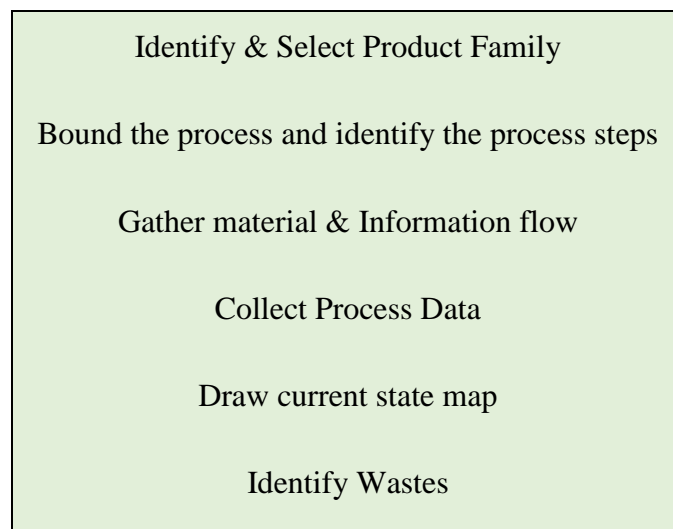 Identify & Select Product Family
Bound the process and identify the process steps
Gather material & Information flow
Collect Process Data
Draw current state map
Identify Wastes